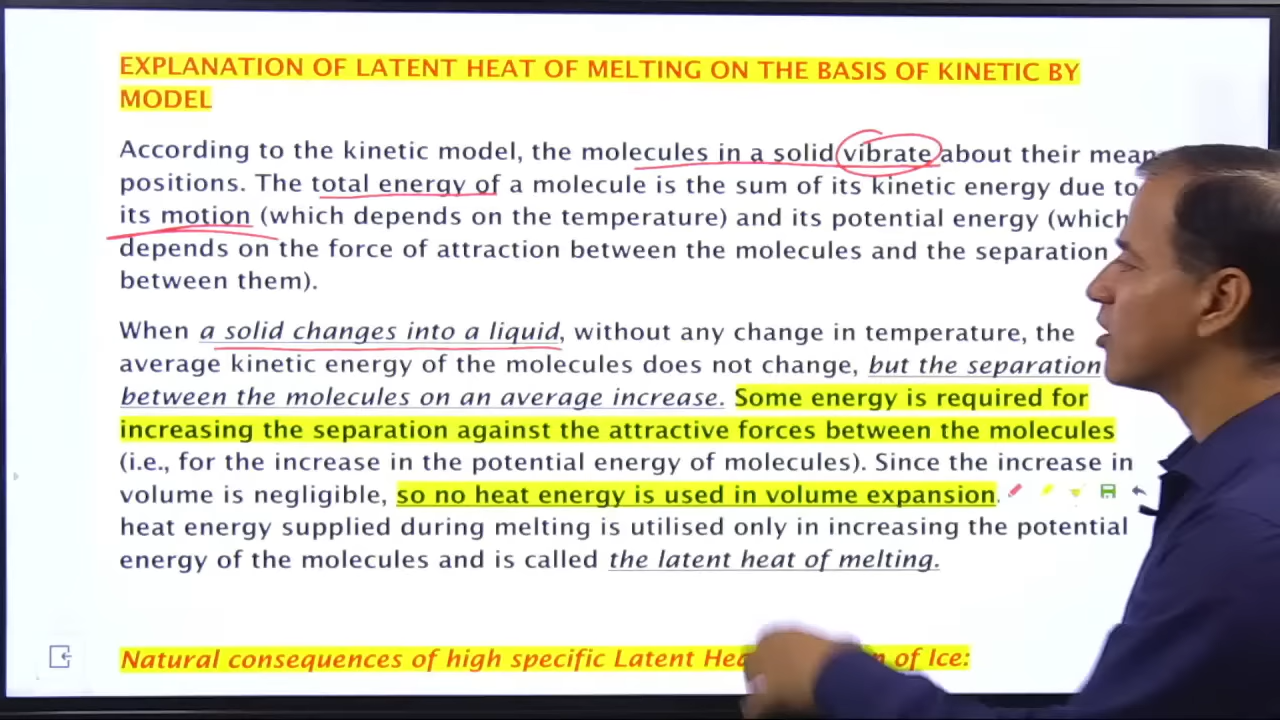 EXPLANATION OF LATENT HEAT OF MELTING ON THE BASIS OF KINETIC BY
MODEL
According to the kinetic model, the molecules in a solid vibrate about their mean
positions. The total energy of a molecule is the sum of its kinetic energy due to
its motion (which depends on the temperature) and its potential energy (which
depends on the force of attraction between the molecules and the separation
between them).
When a solid changes into a liquid, without any change in temperature, the
average kinetic energy of the molecules does not change, but the separation
between the molecules on an average increase. Some energy is required for
increasing the separation against the attractive forces between the molecules
(i.e., for the increase in the potential energy of molecules). Since the increase in
volume is negligible, so no heat energy is used in volume expansion.
heat energy supplied during melting is utilised only in increasing the potential
energy of the molecules and is called the latent heat of melting.
Natural consequences of high specific Latent of Ice: